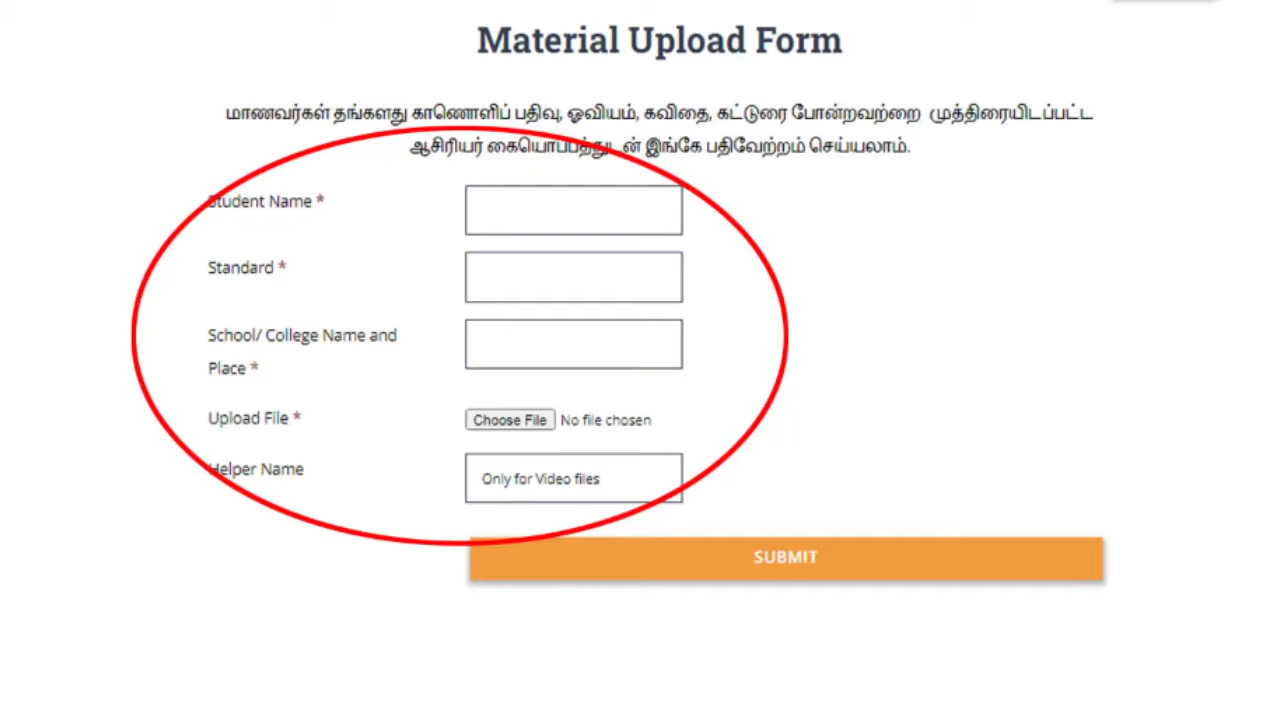 Material Upload Form
மாணவர்கள் தங்களது காணொளிப் பதிவு, ஓவியம், கவிதை, கட்டுரை போன்றவற்றை முத்திரையிடப்பட்ட
ஆசிரியர் கையொப்பத்துடன் இங்கே பதிவேற்றம் செய்யலாம்.
Student Name *
Standard *
School/ College Name and
Place *
Upload File *
Choose File No file chosen
Helper Name
Only for Video files
SUBMIT